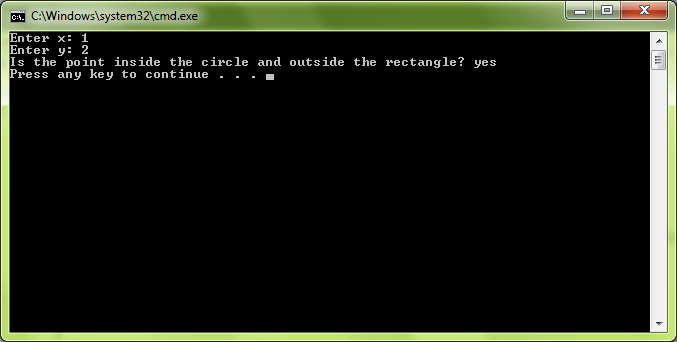 C:\Windows\system32\cmd.exe
Enter x: 1
Enter y: 2
Is the point inside the circle and outside the rectangle? yes
Press any key to continue . . .